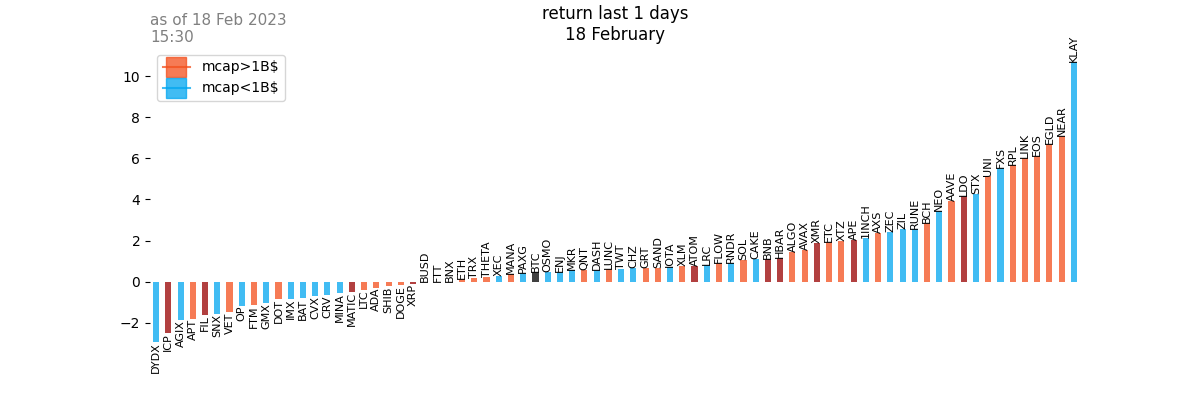 return last 1 days
18 February
as of 18 Feb 2023
15:30
mcap>1B$
mcap<1B$
10
8
6
4
2
0
−2
DYDX
ICP
AGIX
APT
FIL
SNX
VET
OP
FTM
GMX
DOT
IMX
BAT
CVX
CRV
MINA
MATIC
LTC
ADA
SHIB
DOGE
XRP
BUSD
FTT
BNX
ETH
TRX
THETA
XEC
MANA
PAXG
BTC
OSMO
ENJ
MKR
QNT
DASH
LUNC
TWT
CHZ
GRT
SAND
IOTA
XLM
ATOM
LRC
FLOW
RNDR
SOL
CAKE
BNB
HBAR
ALGO
AVAX
XMR
ETC
XTZ
APE
1INCH
AXS
ZEC
ZIL
RUNE
BCH
NEO
AAVE
LDO
STX
UNI
FXS
RPL
LINK
EOS
EGLD
NEAR
KLAY